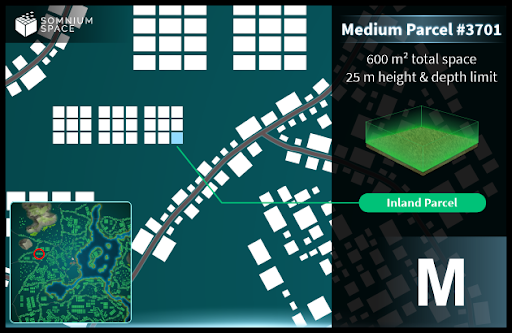 SOMNIUM
SPACE
Medium Parcel #3701
600 m² total space
25 m height & depth limit
Inland Parcel
M